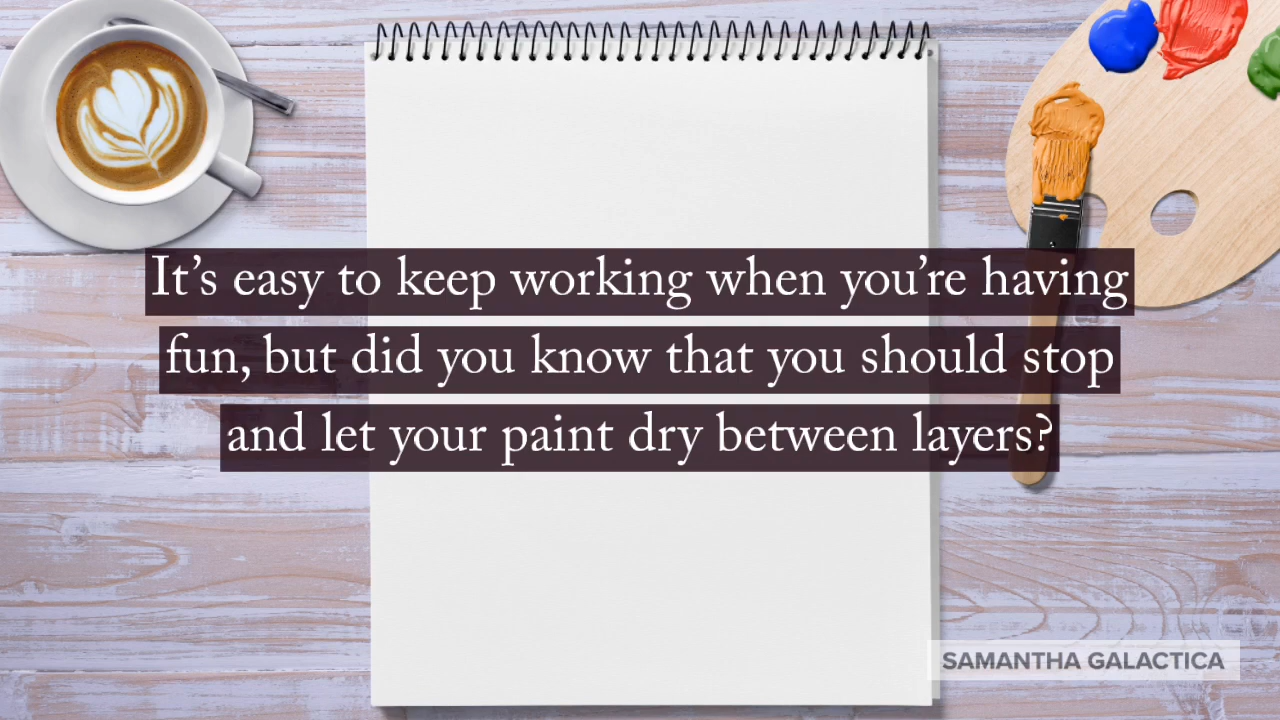 It’s easy to keep working when you’re having
fun, but did you know that you should stop
and let your paint dry between layers?
SAMANTHA GALACTICA